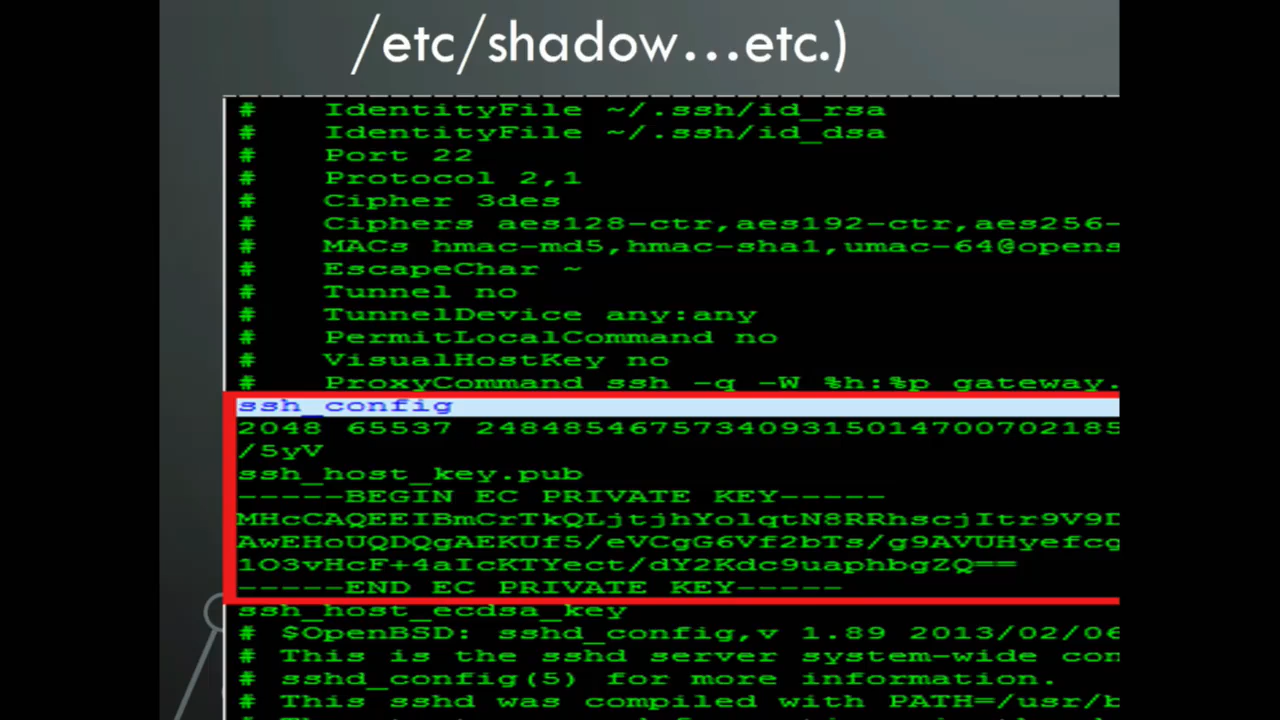 /etc/shadow...etc.)
# IdentityFile ~/.ssh/id_rsa
# IdentityFile ~/.ssh/id_dsa
# Port 22
# Protocol 2,1
# Cipher 3des
# Ciphers aes128-ctr,aes192-ctr,aes256-
# MACs hmac-md5,hmac-sha1,umac-64@opens
# EscapeChar ~
# Tunnel no
# TunnelDevice any:any
# PermitLocalCommand no
# VisualHostKey no
# ProxyCommand ssh -q -W %h:%p gateway.
ssh_config
2048 65537 248485467573409315014700702185
/5yV
ssh_host_key.pub
-----BEGIN EC PRIVATE KEY-----
MHcCAQEEIBmCrTkQLjtjhYolqtN8RRhscjItr9V9D
AwEHoUQDQgAEKUf5/eVCgG6Vf2bTs/g9AVUHyefcg
1O3vHcF+4aIcKTYect/dY2Kdc9uaphbgZQ==
-----END EC PRIVATE KEY-----
ssh_host_ecdsa_key
# $OpenBSD: sshd_config,v 1.89 2013/02/06
# This is the sshd server system-wide con
# sshd_config(5) for more information.
# This sshd was compiled with PATH=/usr/b